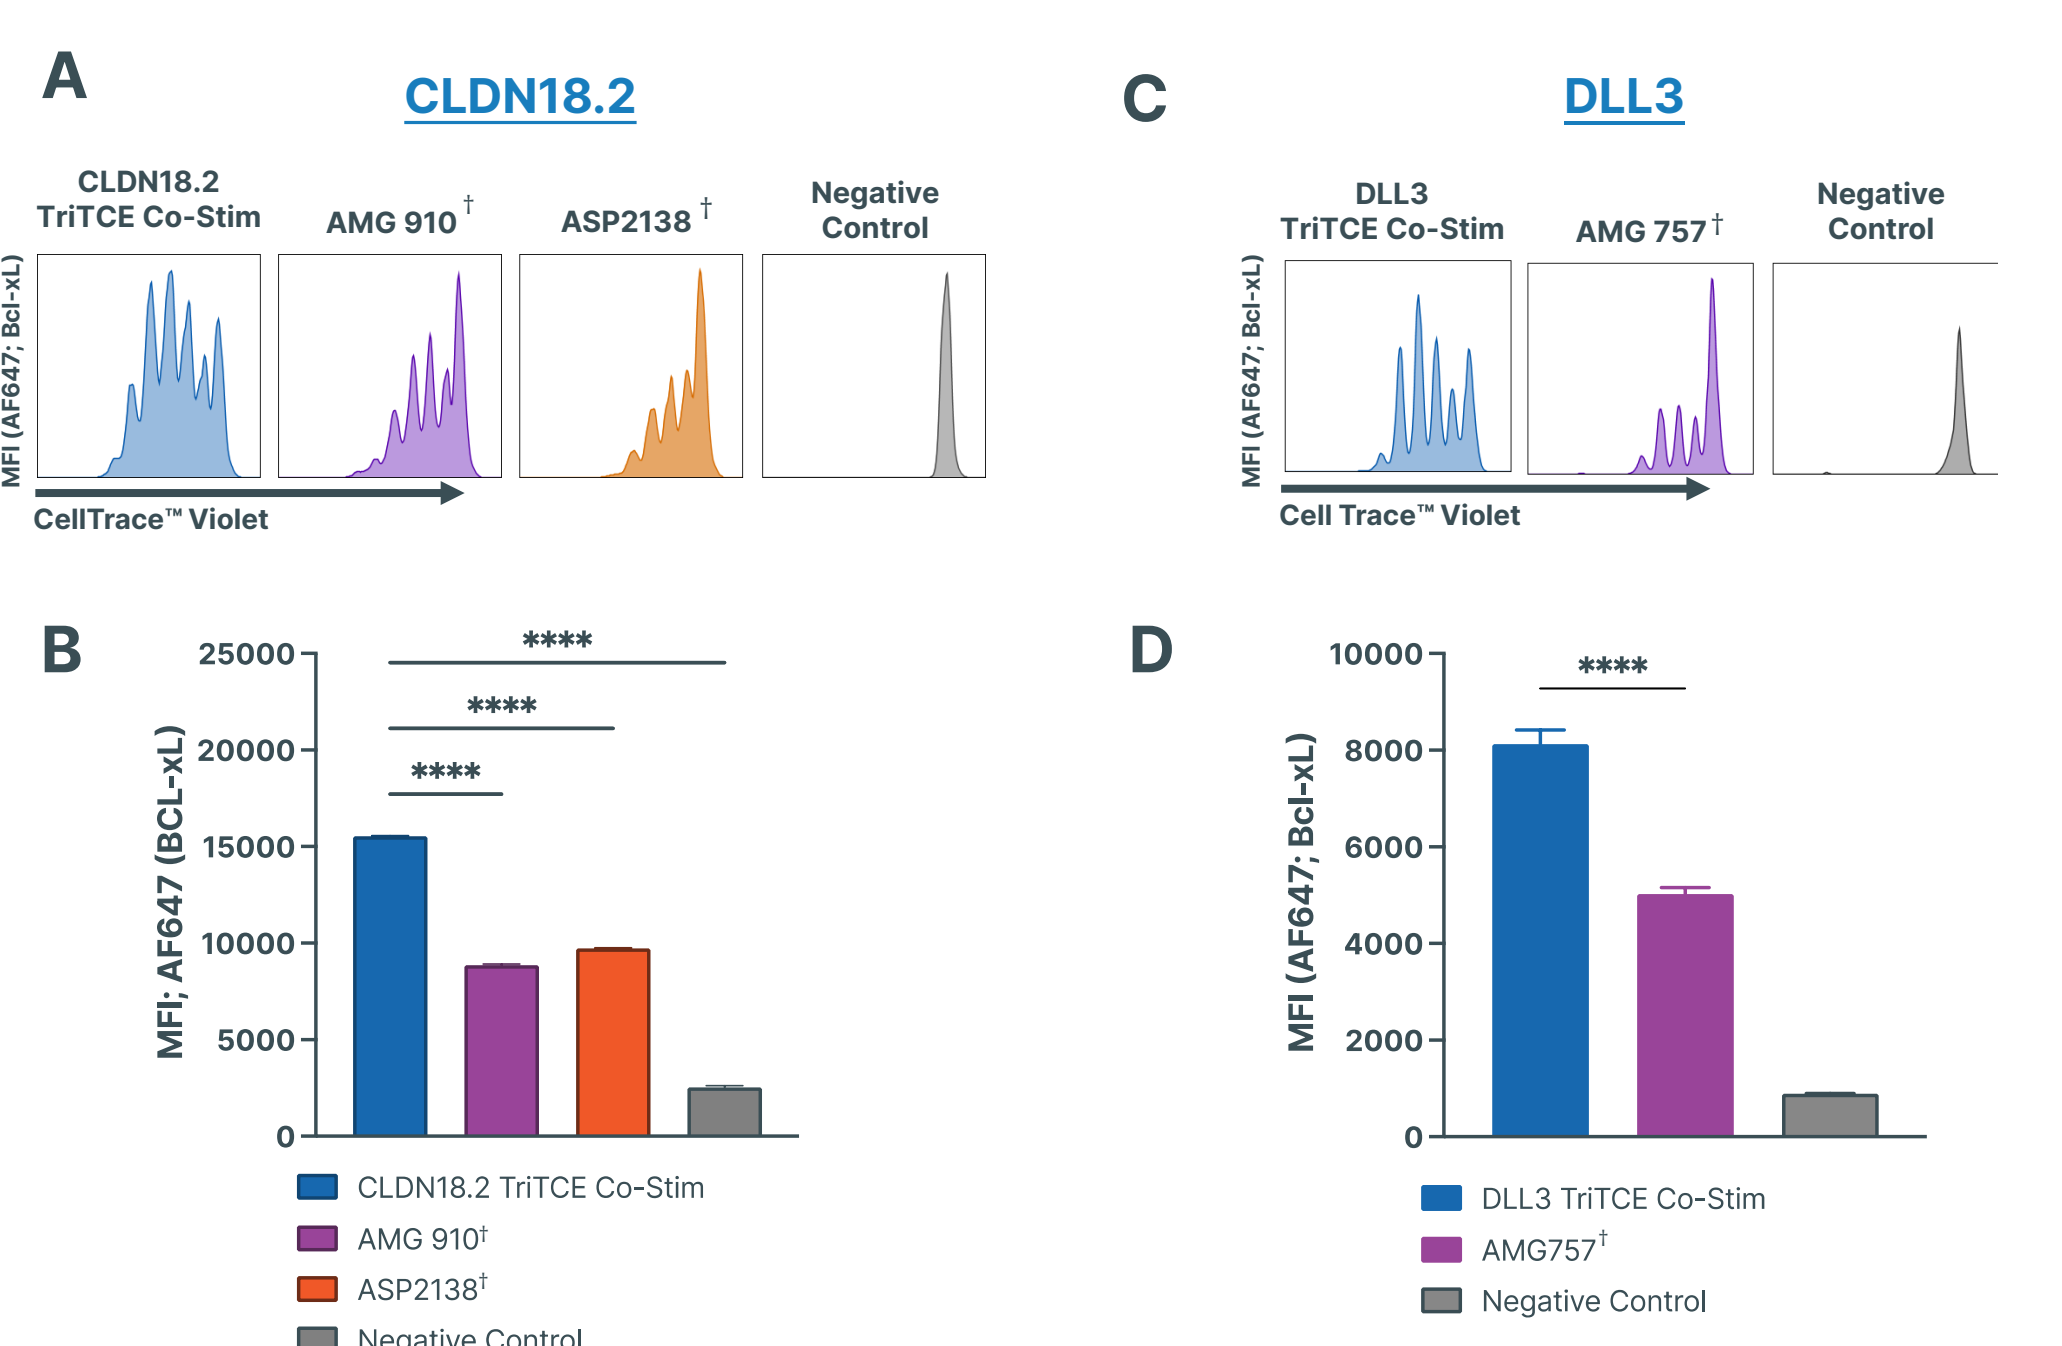 A
CLDN18.2
CLDN18.2
TriTCE Co-Stim
AMG 910†
ASP2138†
Negative
Control
MFI (AF647; Bcl-xL)
CellTrace™ Violet
C
DLL3
DLL3
TriTCE Co-Stim
AMG 757†
Negative
Control
MFI (AF647; Bcl-xL)
Cell Trace™ Violet
B
MFI; AF647 (BCL-xL)
25000
20000
15000
10000
5000
0
****
****
****
CLDN18.2 TriTCE Co-Stim
AMG 910†
ASP2138†
Negative Control
D
MFI (AF647; Bcl-xL)
10000
8000
6000
4000
2000
0
****
DLL3 TriTCE Co-Stim
AMG757†
Negative Control